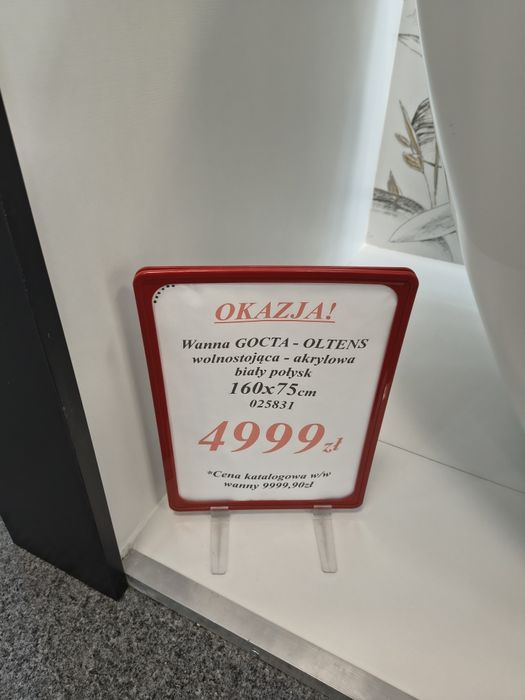 OKAZJA!
Wanna GOCTA - OLTENS
wolnostojąca - akrylowa
biały połysk
160x75cm
025831
4999zł
*Cena katalogowa w/w
wanny 9999,90zł